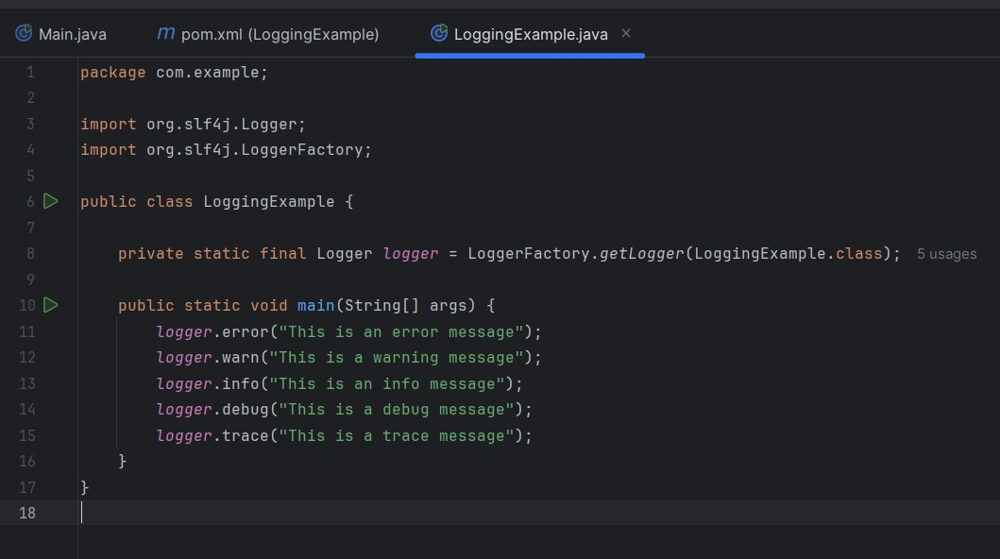 Main.java pom.xml (LoggingExample) LoggingExample.java
1 package com.example;
2
3 import org.slf4j.Logger;
4 import org.slf4j.LoggerFactory;
5
6 public class LoggingExample {
7
8     private static final Logger logger = LoggerFactory.getLogger(LoggingExample.class); 5 usages
9
10     public static void main(String[] args) {
11         logger.error("This is an error message");
12         logger.warn("This is a warning message");
13         logger.info("This is an info message");
14         logger.debug("This is a debug message");
15         logger.trace("This is a trace message");
16     }
17 }
18